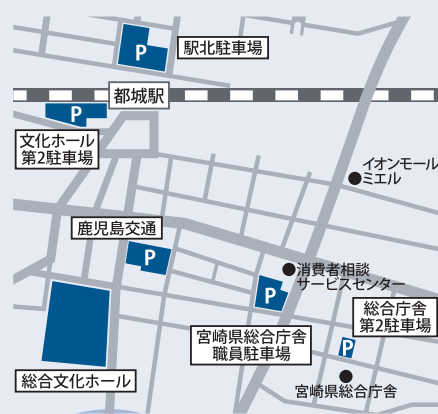 P
駅北駐車場
都城駅
P
文化ホール
第2駐車場
イオンモール
ミエル
鹿児島交通
P
消費者相談
サービスセンター
P
総合庁舎
第2駐車場
宮崎県総合庁舎
職員駐車場
P
総合文化ホール
宮崎県総合庁舎